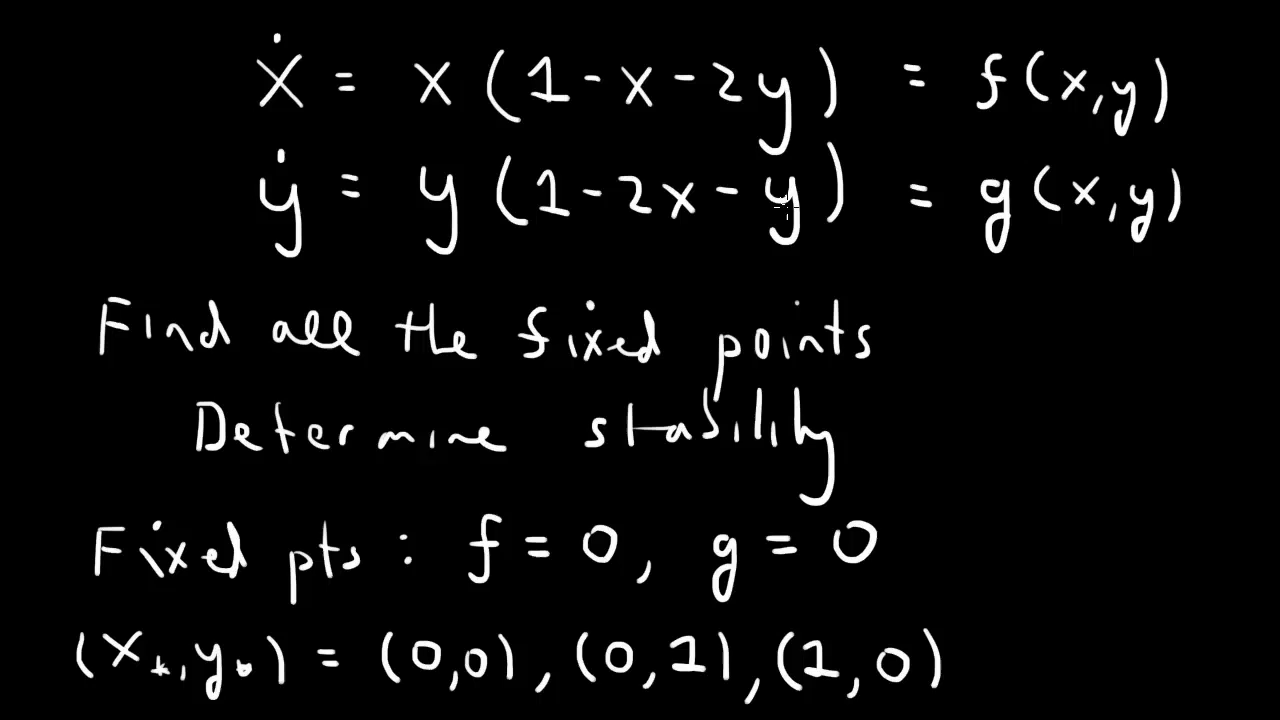 ẋ = x (1 - x - 2y) = f(x,y)
ẏ = y (1 - 2x - y) = g(x,y)
Find all the fixed points
Determine stability
Fixed pts : f = 0, g = 0
(x*,y*) = (0,0), (0,1), (1,0)